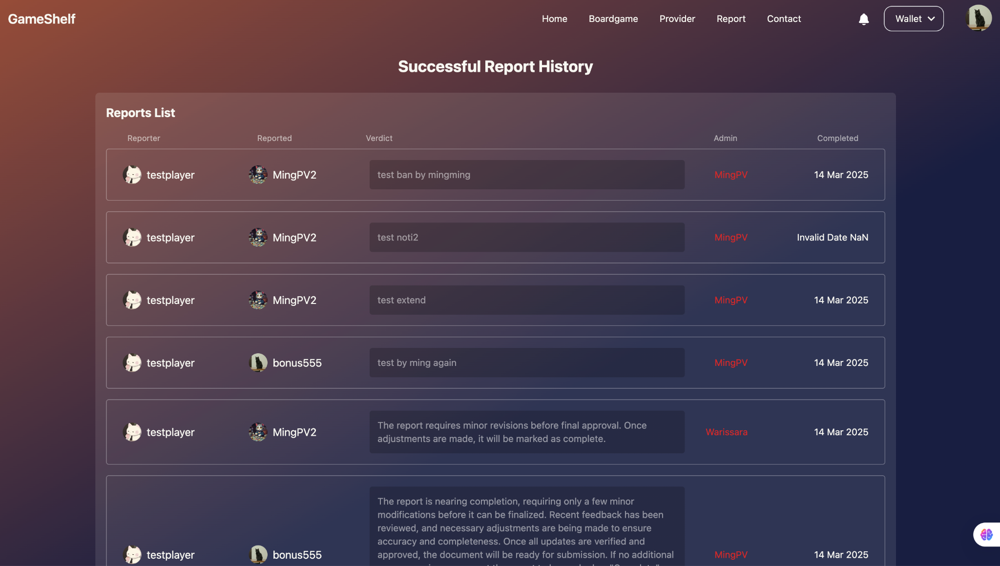 GameShelf
Home Boardgame Provider Report Contact Wallet
Successful Report History
Reports List
Reporter Reported Verdict Admin Completed
testplayer MingPV2 test ban by mingming MingPV 14 Mar 2025
testplayer MingPV2 test noti2 MingPV Invalid Date NaN
testplayer MingPV2 test extend MingPV 14 Mar 2025
testplayer bonus555 test by ming again MingPV 14 Mar 2025
The report requires minor revisions before final approval. Once
adjustments are made, it will be marked as complete.
testplayer MingPV2 Warissara 14 Mar 2025
The report is nearing completion, requiring only a few minor
modifications before it can be finalized. Recent feedback has been
reviewed, and necessary adjustments are being made to ensure
accuracy and completeness. Once all updates are verified and
approved, the document will be ready for submission. If no additional
testplayer bonus555 MingPV 14 Mar 2025